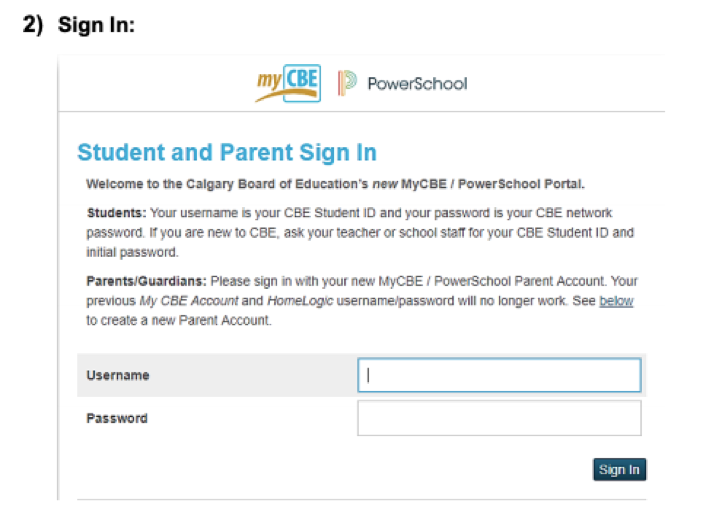 2) Sign In:
my CBE PowerSchool
Student and Parent Sign In
Welcome to the Calgary Board of Education's new MyCBE / PowerSchool Portal.
Students: Your username is your CBE Student ID and your password is your CBE network
password. If you are new to CBE, ask your teacher or school staff for your CBE Student ID and
initial password.
Parents/Guardians: Please sign in with your new MyCBE / PowerSchool Parent Account. Your
previous My CBE Account and HomeLogic username/password will no longer work. See below
to create a new Parent Account.
Username
Password
Sign In